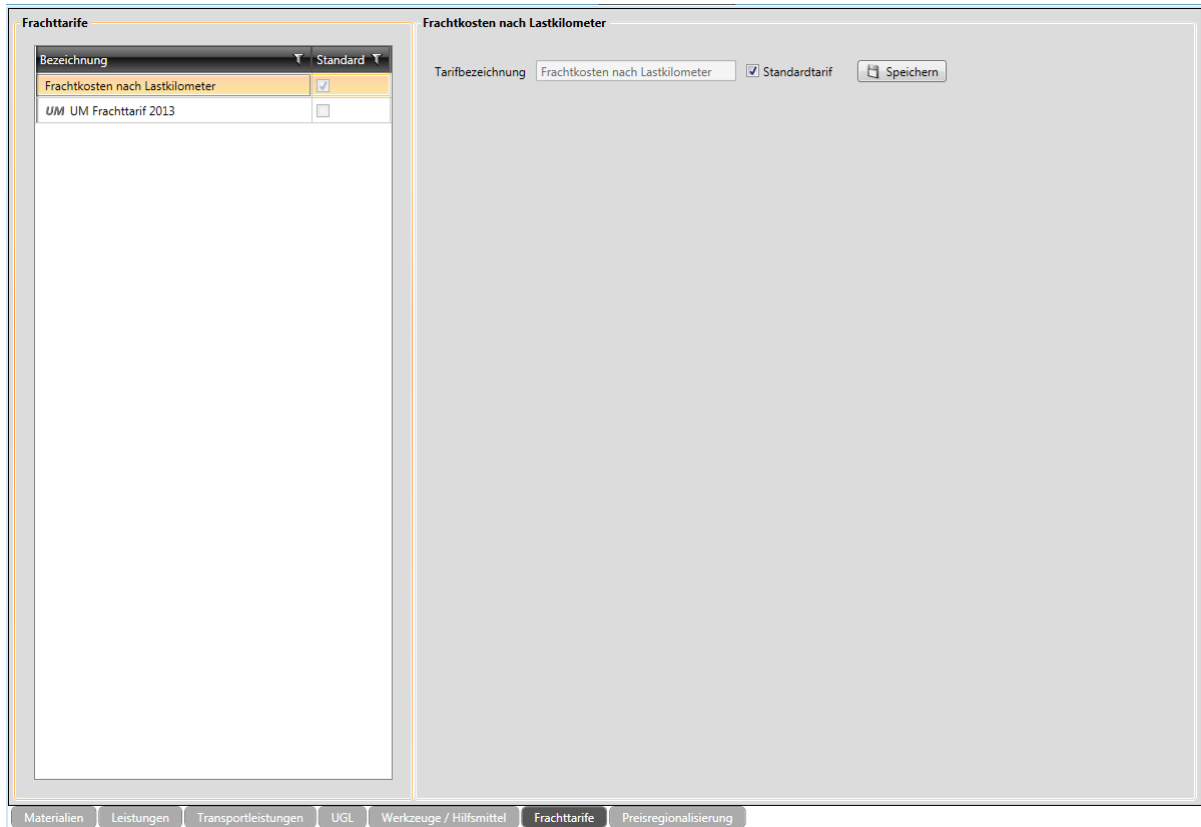 Frachttarife
Bezeichnung Standard
Frachtkosten nach Lastkilometer
UM UM Frachttarif 2013
Frachtkosten nach Lastkilometer
Tarifbezeichnung Frachtkosten nach Lastkilometer Standardtarif Speichern
Materialien Leistungen Transportleistungen UGL Werkzeuge / Hilfsmittel Frachttarife Preisregionalisierung